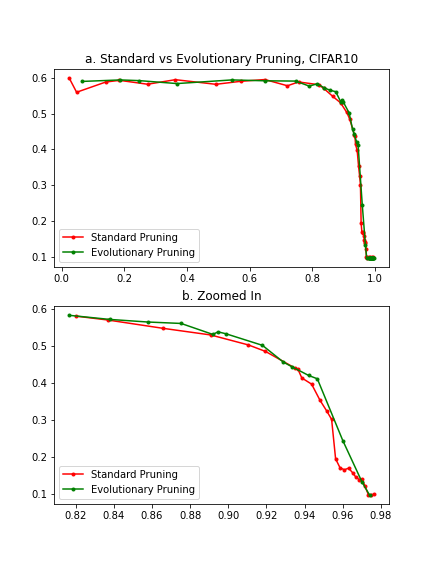 a. Standard vs Evolutionary Pruning, CIFAR10
0.6
0.5
0.4
0.3
0.2
0.1
Standard Pruning
Evolutionary Pruning
0.0 0.2 0.4 0.6 0.8 1.0
b. Zoomed In
0.6
0.5
0.4
0.3
0.2
0.1
Standard Pruning
Evolutionary Pruning
0.82 0.84 0.86 0.88 0.90 0.92 0.94 0.96 0.98